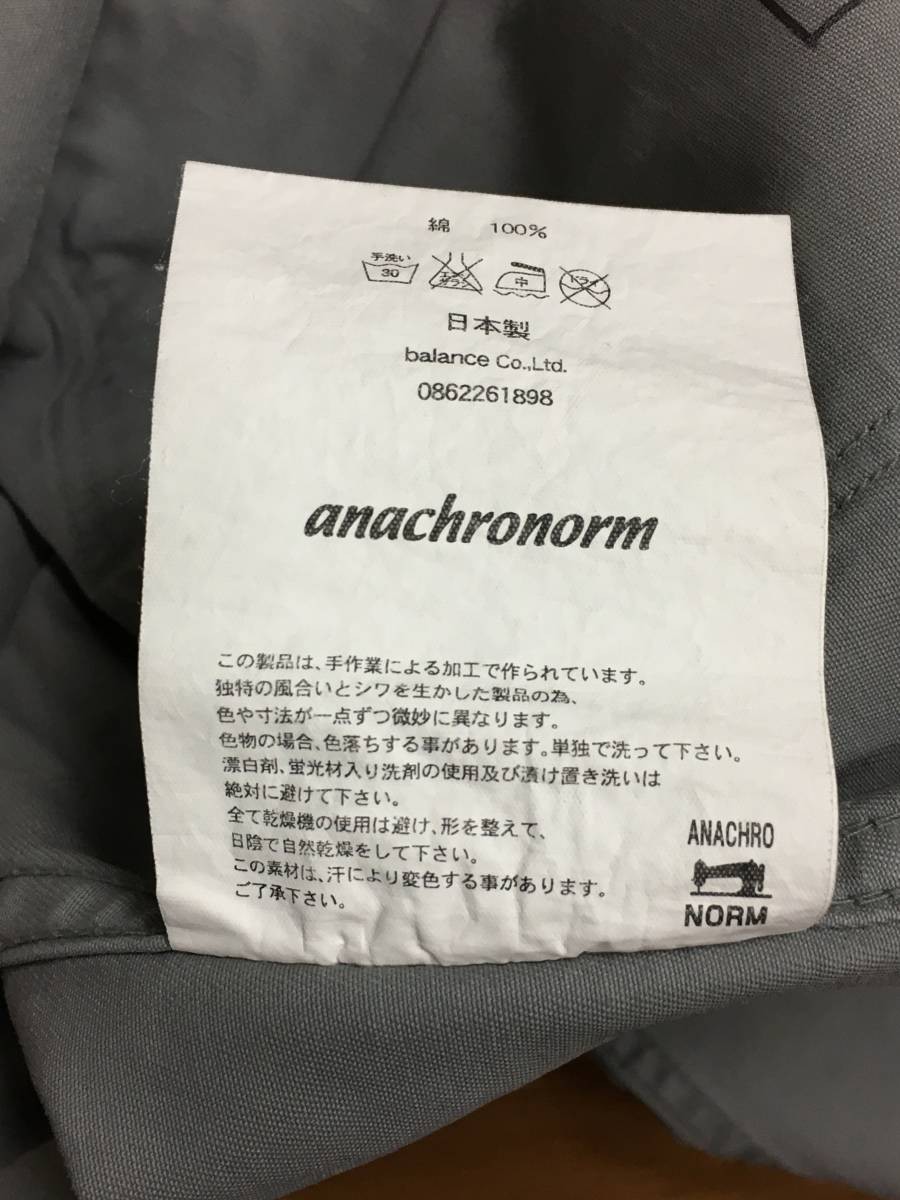 綿 100%
手洗い
30
エンソ
サラシ
中
ドライ
日本製
balance Co.,Ltd.
0862261898
anachronorm
この製品は、手作業による加工で作られています。
独特の風合いとシワを生かした製品の為、
色や寸法が一点ずつ微妙に異なります。
色物の場合、色落ちする事があります。単独で洗って下さい。
漂白剤、蛍光材入り洗剤の使用及び漬け置き洗いは
絶対に避けて下さい。
全て乾燥機の使用は避け、形を整えて、
日陰で自然乾燥をして下さい。
この素材は、汗により変色する事があります。
ご了承下さい。
ANACHRO
NORM